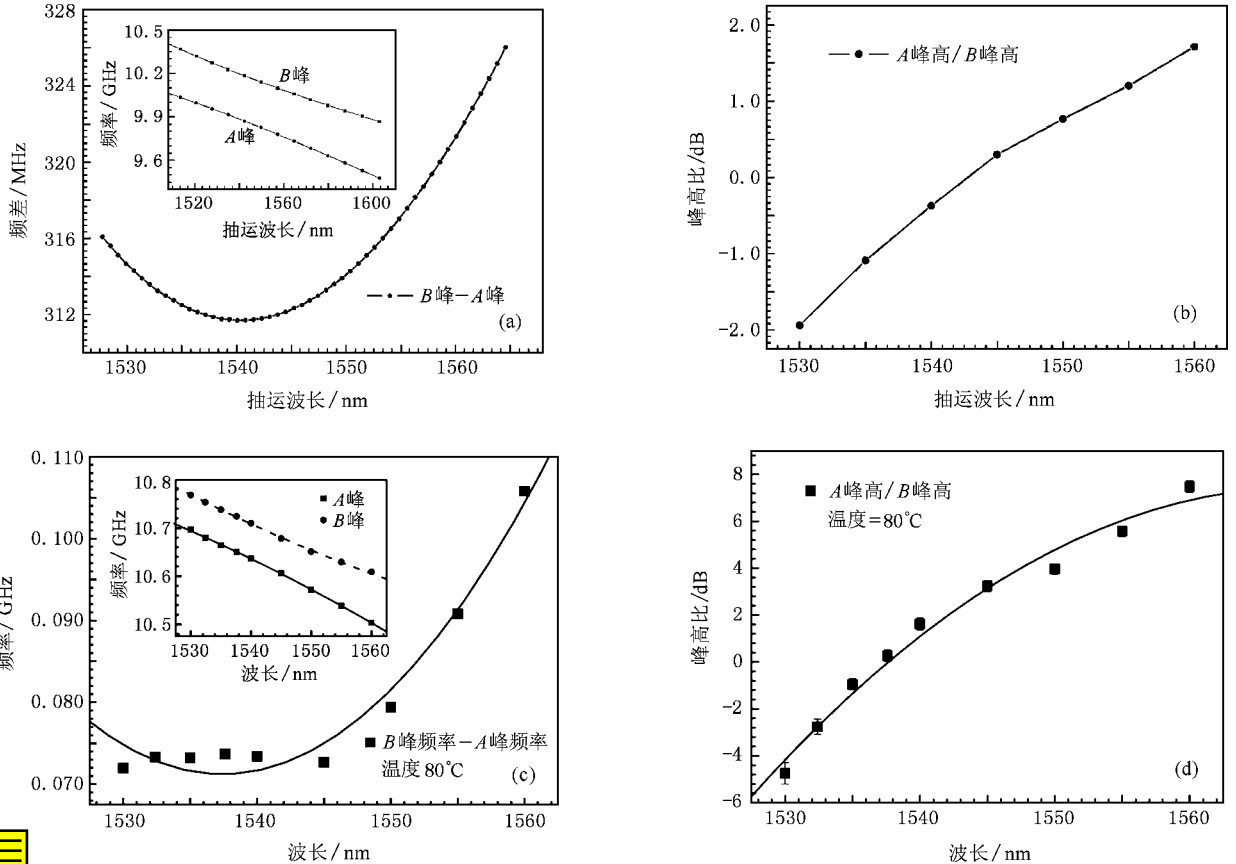 328
324
320
316
312
频差/MHz
10.5
10.2
9.9
9.6
频率/GHz
B峰
A峰
1520 1560 1600
抽运波长/nm
B峰-A峰
(a)
1530 1540 1550 1560
抽运波长/nm
2.0
1.0
0.0
-1.0
-2.0
峰高比/dB
A峰高/B峰高
(b)
1530 1540 1550 1560
抽运波长/nm
0.110
0.100
0.090
0.080
0.070
频率/GHz
10.8
10.7
10.6
10.5
频率/GHz
A峰
B峰
1530 1540 1550 1560
波长/nm
B峰频率-A峰频率
温度80℃
(c)
1530 1540 1550 1560
波长/nm
8
6
4
2
0
-2
-4
-6
峰高比/dB
A峰高/B峰高
温度=80℃
(d)
1530 1540 1550 1560
波长/nm